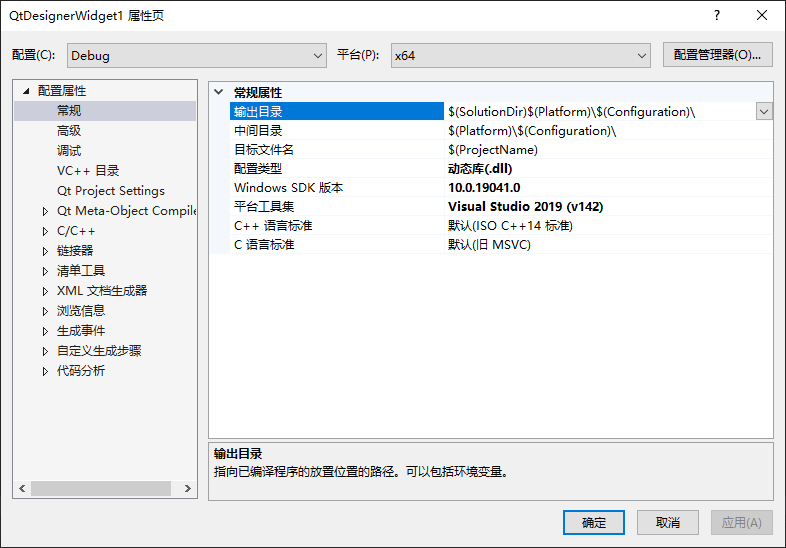 QtDesignerWidget1 属性页
配置(C): Debug 平台(P): x64 配置管理器(O)...
配置属性
常规
高级
调试
VC++ 目录
Qt Project Settings
Qt Meta-Object Compile
C/C++
链接器
清单工具
XML 文档生成器
浏览信息
生成事件
自定义生成步骤
代码分析
常规属性
输出目录 $(SolutionDir)$(Platform)\$(Configuration)\
中间目录 $(Platform)\$(Configuration)\
目标文件名 $(ProjectName)
配置类型 动态库(.dll)
Windows SDK 版本 10.0.19041.0
平台工具集 Visual Studio 2019 (v142)
C++ 语言标准 默认(ISO C++14 标准)
C 语言标准 默认(旧 MSVC)
输出目录
指向已编译程序的放置位置的路径。可以包括环境变量。
确定 取消 应用(A)